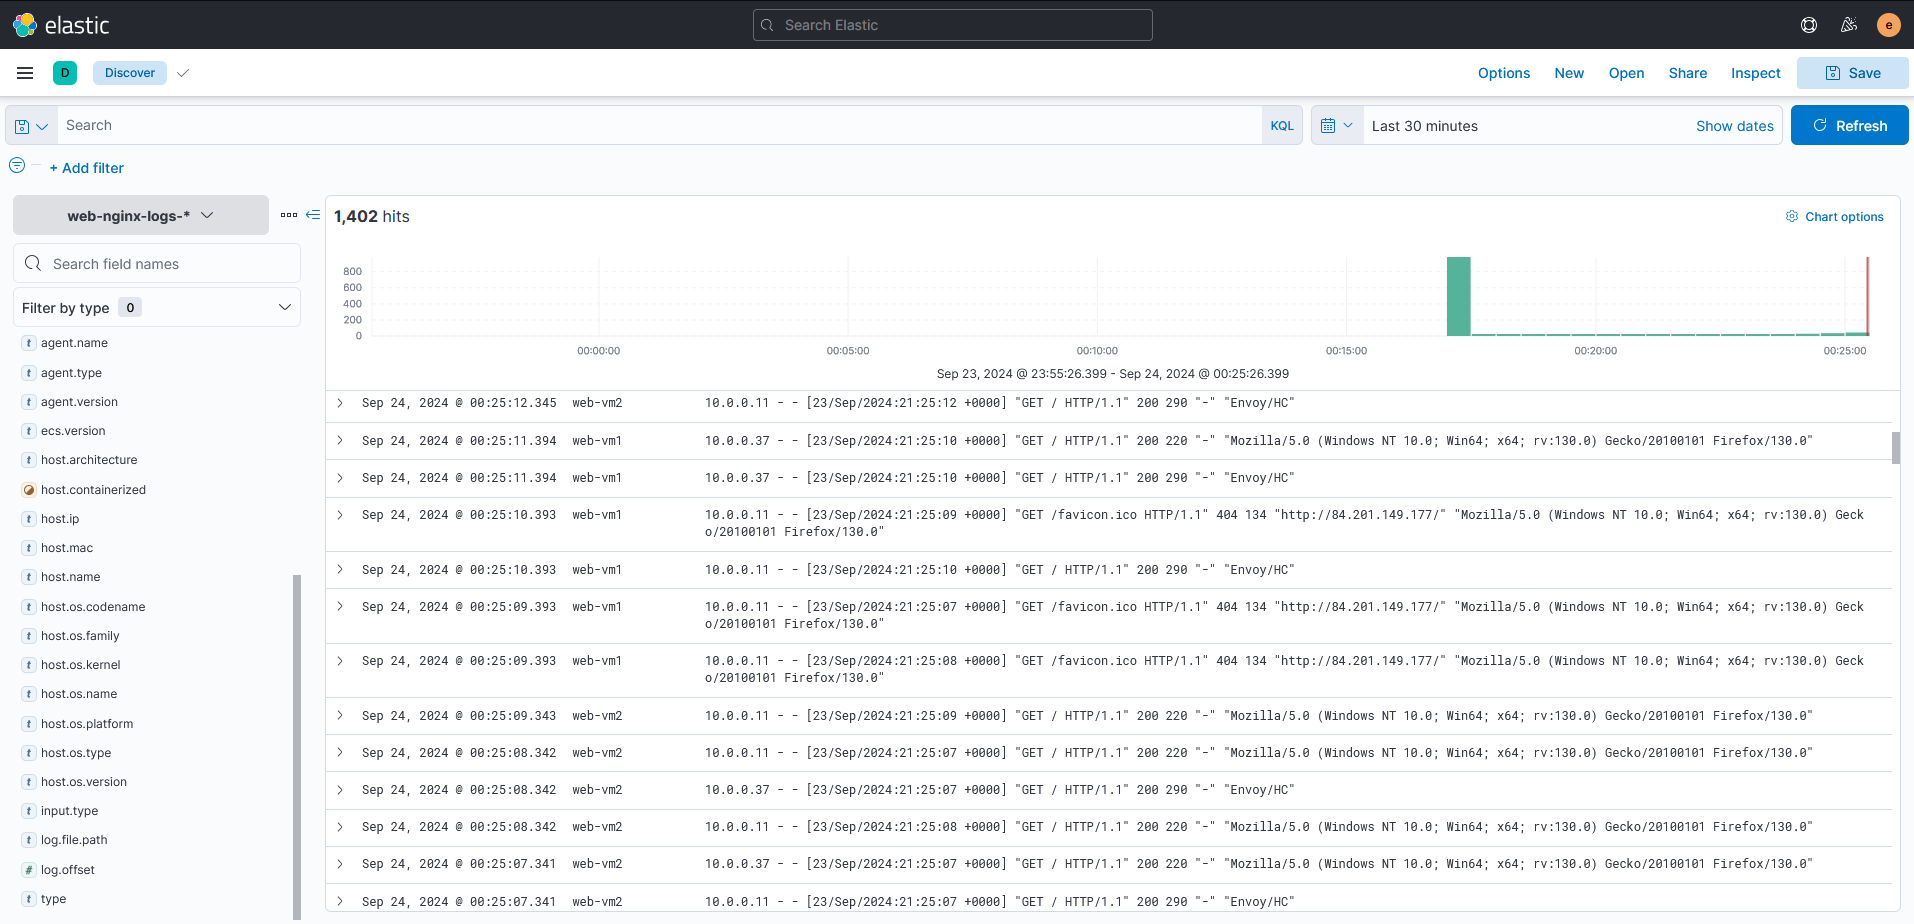 elastic
Search Elastic
e
D
Discover
Options
New
Open
Share
Inspect
Save
Search
KQL
Last 30 minutes
Show dates
Refresh
+ Add filter
web-nginx-logs-*
Search field names
Filter by type 0
t agent.name
t agent.type
t agent.version
t ecs.version
t host.architecture
host.containerized
t host.ip
t host.mac
t host.name
t host.os.codename
t host.os.family
t host.os.kernel
t host.os.name
t host.os.platform
t host.os.type
t host.os.version
t input.type
t log.file.path
# log.offset
t type
1,402 hits
Chart options
800
600
400
200
0
00:00:00
00:05:00
00:10:00
00:15:00
00:20:00
00:25:00
Sep 23, 2024 @ 23:55:26.399 - Sep 24, 2024 @ 00:25:26.399
Sep 24, 2024 @ 00:25:12.345 web-vm2 10.0.0.11 - - [23/Sep/2024:21:25:12 +0000] "GET / HTTP/1.1" 200 290 "-" "Envoy/HC"
Sep 24, 2024 @ 00:25:11.394 web-vm1 10.0.0.37 - - [23/Sep/2024:21:25:10 +0000] "GET / HTTP/1.1" 200 220 "-" "Mozilla/5.0 (Windows NT 10.0; Win64; x64; rv:130.0) Gecko/20100101 Firefox/130.0"
Sep 24, 2024 @ 00:25:11.394 web-vm1 10.0.0.37 - - [23/Sep/2024:21:25:10 +0000] "GET / HTTP/1.1" 200 290 "-" "Envoy/HC"
Sep 24, 2024 @ 00:25:10.393 web-vm1 10.0.0.11 - - [23/Sep/2024:21:25:09 +0000] "GET /favicon.ico HTTP/1.1" 404 134 "http://84.201.149.177/" "Mozilla/5.0 (Windows NT 10.0; Win64; x64; rv:130.0) Geck
o/20100101 Firefox/130.0"
Sep 24, 2024 @ 00:25:10.393 web-vm1 10.0.0.11 - - [23/Sep/2024:21:25:10 +0000] "GET / HTTP/1.1" 200 290 "-" "Envoy/HC"
Sep 24, 2024 @ 00:25:09.393 web-vm1 10.0.0.11 - - [23/Sep/2024:21:25:07 +0000] "GET /favicon.ico HTTP/1.1" 404 134 "http://84.201.149.177/" "Mozilla/5.0 (Windows NT 10.0; Win64; x64; rv:130.0) Geck
o/20100101 Firefox/130.0"
Sep 24, 2024 @ 00:25:09.393 web-vm1 10.0.0.11 - - [23/Sep/2024:21:25:08 +0000] "GET /favicon.ico HTTP/1.1" 404 134 "http://84.201.149.177/" "Mozilla/5.0 (Windows NT 10.0; Win64; x64; rv:130.0) Geck
o/20100101 Firefox/130.0"
Sep 24, 2024 @ 00:25:09.343 web-vm2 10.0.0.11 - - [23/Sep/2024:21:25:09 +0000] "GET / HTTP/1.1" 200 220 "-" "Mozilla/5.0 (Windows NT 10.0; Win64; x64; rv:130.0) Gecko/20100101 Firefox/130.0"
Sep 24, 2024 @ 00:25:08.342 web-vm2 10.0.0.11 - - [23/Sep/2024:21:25:07 +0000] "GET / HTTP/1.1" 200 220 "-" "Mozilla/5.0 (Windows NT 10.0; Win64; x64; rv:130.0) Gecko/20100101 Firefox/130.0"
Sep 24, 2024 @ 00:25:08.342 web-vm2 10.0.0.37 - - [23/Sep/2024:21:25:07 +0000] "GET / HTTP/1.1" 200 290 "-" "Envoy/HC"
Sep 24, 2024 @ 00:25:08.342 web-vm2 10.0.0.11 - - [23/Sep/2024:21:25:08 +0000] "GET / HTTP/1.1" 200 220 "-" "Mozilla/5.0 (Windows NT 10.0; Win64; x64; rv:130.0) Gecko/20100101 Firefox/130.0"
Sep 24, 2024 @ 00:25:07.341 web-vm2 10.0.0.37 - - [23/Sep/2024:21:25:07 +0000] "GET / HTTP/1.1" 200 220 "-" "Mozilla/5.0 (Windows NT 10.0; Win64; x64; rv:130.0) Gecko/20100101 Firefox/130.0"
Sep 24, 2024 @ 00:25:07.341 web-vm2 10.0.0.11 - - [23/Sep/2024:21:25:07 +0000] "GET / HTTP/1.1" 200 290 "-" "Envoy/HC"